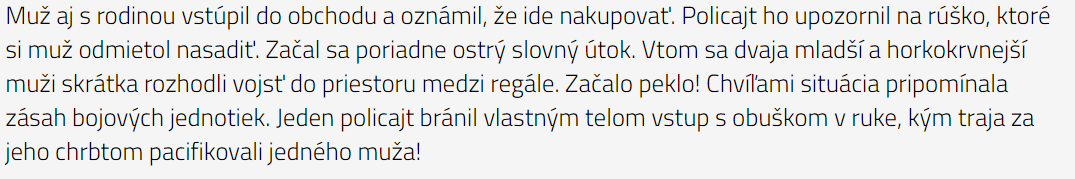 Muž aj s rodinou vstúpil do obchodu a oznámil, že ide nakupovať. Policajt ho upozornil na rúško, ktoré
si muž odmietol nasadiť. Začal sa poriadne ostrý slovný útok. Vtom sa dvaja mladší a horkokrvnejší
muži skrátka rozhodli vojsť do priestoru medzi regále. Začalo peklo! Chvíľami situácia pripomínala
zásah bojových jednotiek. Jeden policajt bránil vlastným telom vstup s obuškom v ruke, kým traja za
jeho chrbtom pacifikovali jedného muža!